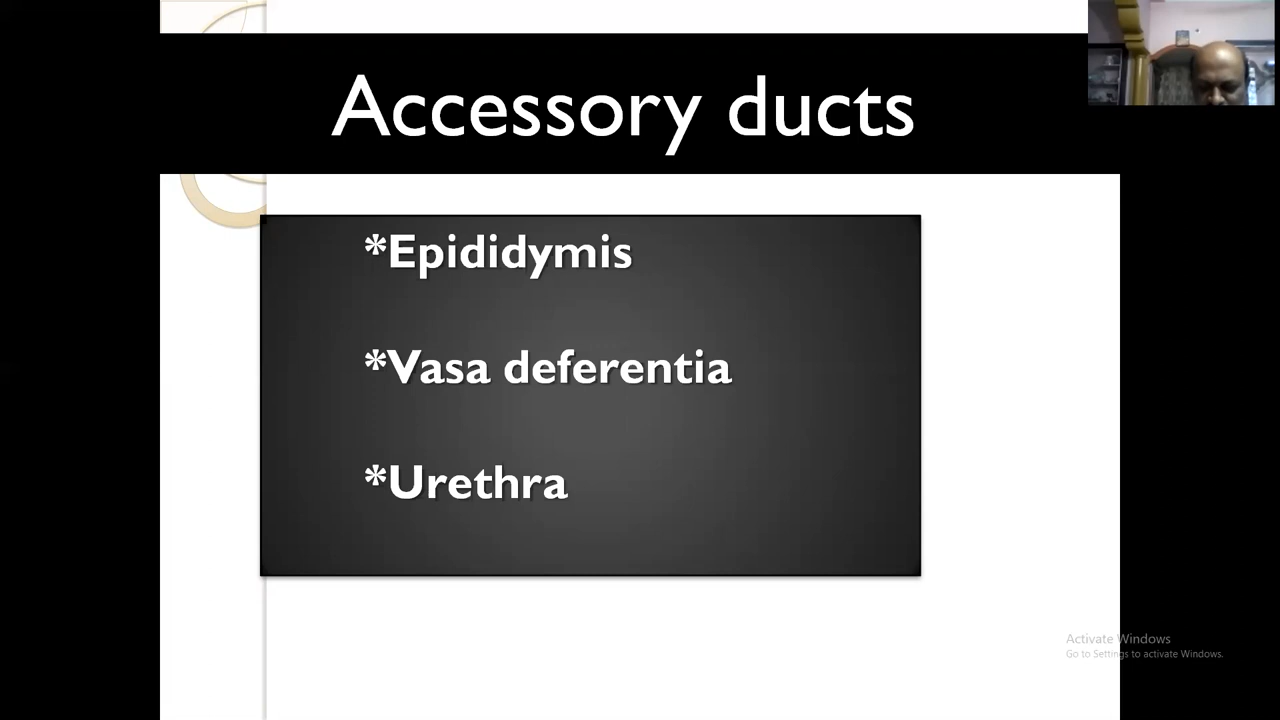 Accessory ducts
*Epididymis
*Vasa deferentia
*Urethra
Activate Windows
Go to Settings to activate Windows.